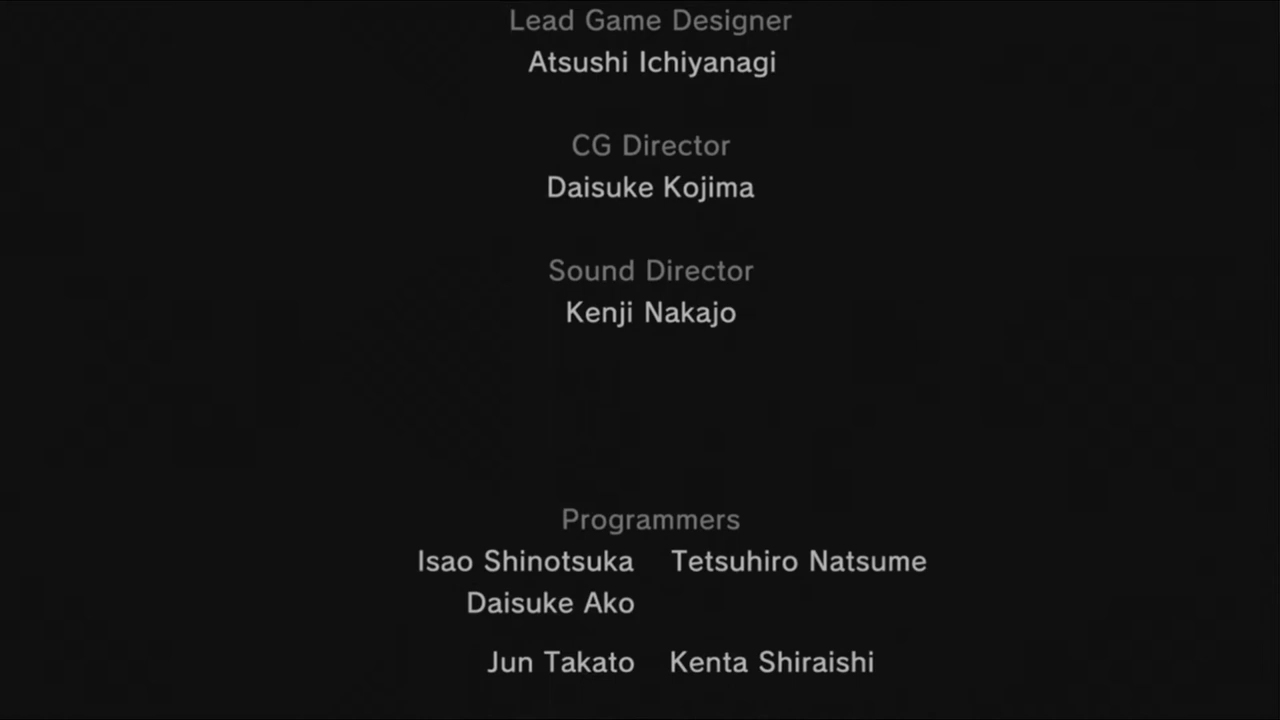 Lead Game Designer
Atsushi Ichiyanagi
CG Director
Daisuke Kojima
Sound Director
Kenji Nakajo
Programmers
Isao Shinotsuka Tetsuhiro Natsume
Daisuke Ako
Jun Takato Kenta Shiraishi